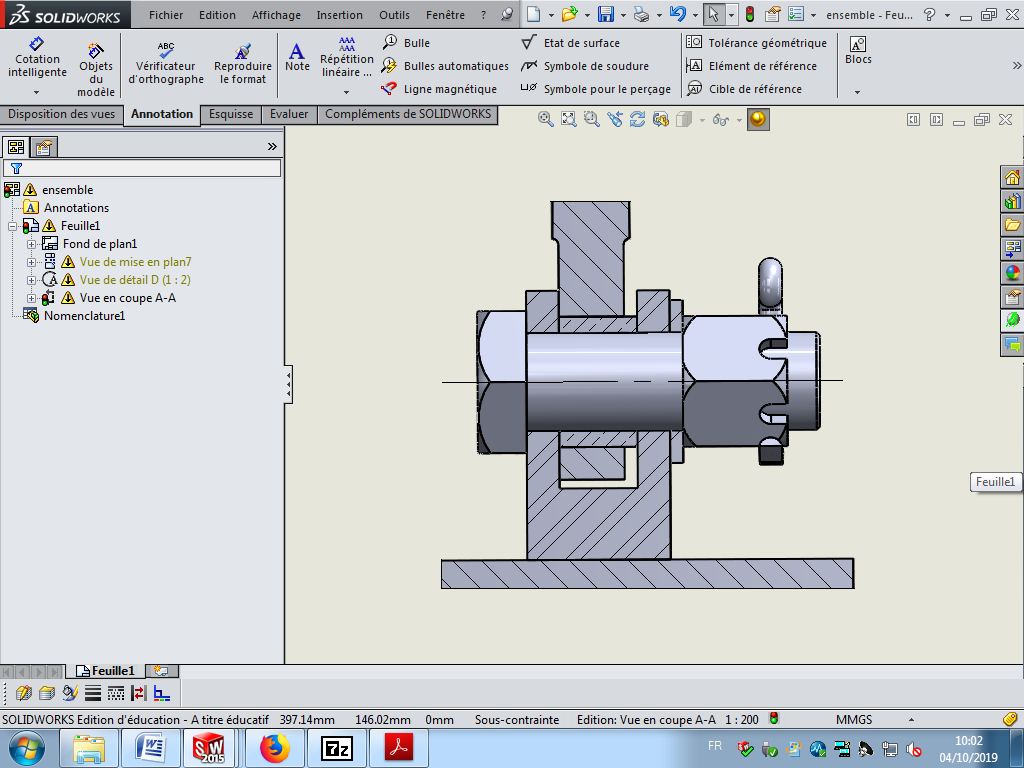 SOLIDWORKS
Fichier Edition Affichage Insertion Outils Fenêtre ?
ensemble - Feu...
Cotation intelligente
Objets du modèle
ABC
Vérificateur d'orthographe
Reproduire le format
A
Note
AAA
AAA
AAA
Répétition linéaire ...
Bulle
Bulles automatiques
Ligne magnétique
Etat de surface
Symbole de soudure
Symbole pour le perçage
Tolérance géométrique
Elément de référence
Cible de référence
Blocs
Disposition des vues
Annotation
Esquisse
Evaluer
Compléments de SOLIDWORKS
ensemble
Annotations
Feuille1
Fond de plan1
Vue de mise en plan7
Vue de détail D (1 : 2)
Vue en coupe A-A
Nomenclature1
Feuille1
Feuille1
SOLIDWORKS Edition d'éducation - A titre éducatif 397.14mm 146.02mm 0mm Sous-contrainte Edition: Vue en coupe A-A 1 : 200 MMGS
W
SW
2015
7z
FR
10:02
04/10/2019